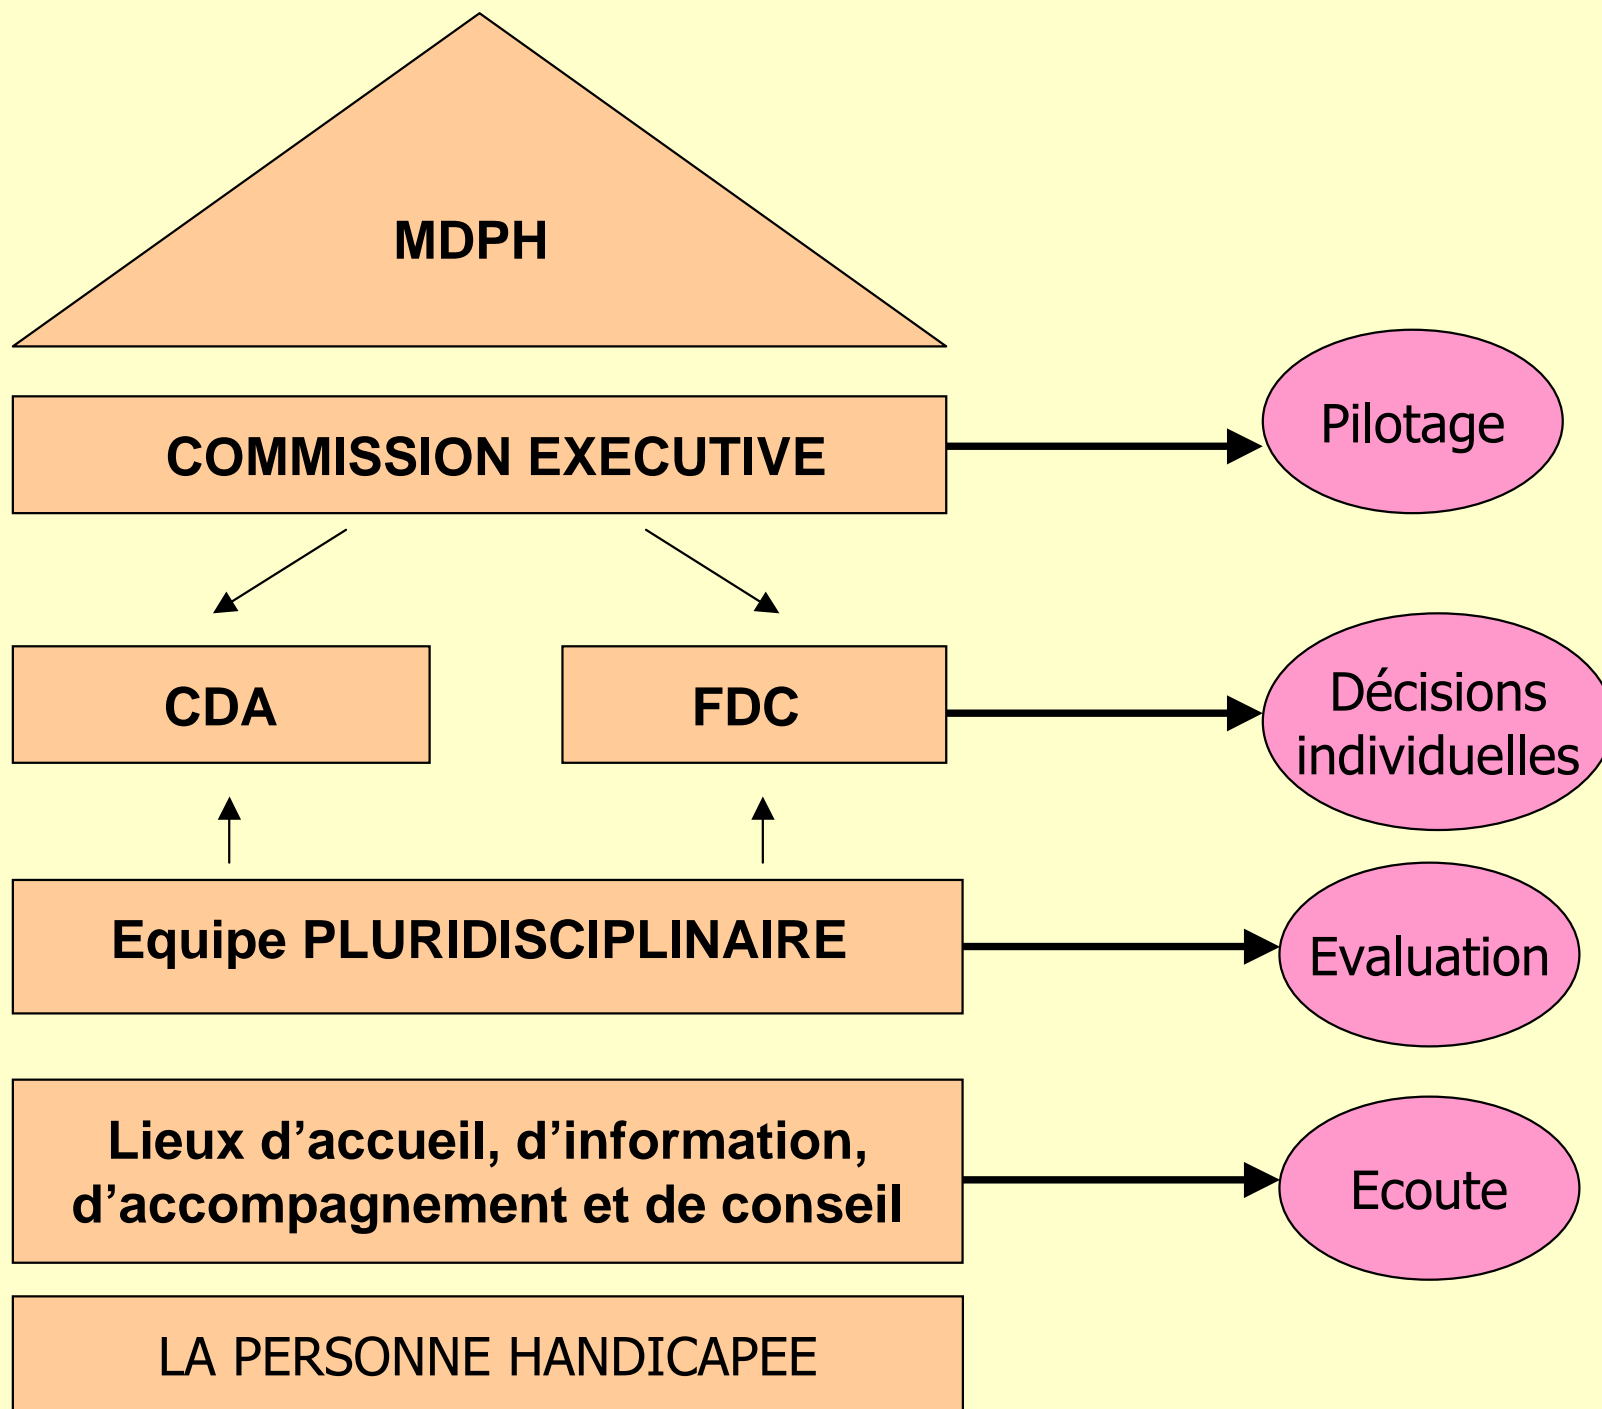 MDPH
COMMISSION EXECUTIVE
Pilotage
CDA
FDC
Décisions
individuelles
Equipe PLURIDISCIPLINAIRE
Evaluation
Lieux d’accueil, d’information,
d’accompagnement et de conseil
Ecoute
LA PERSONNE HANDICAPEE